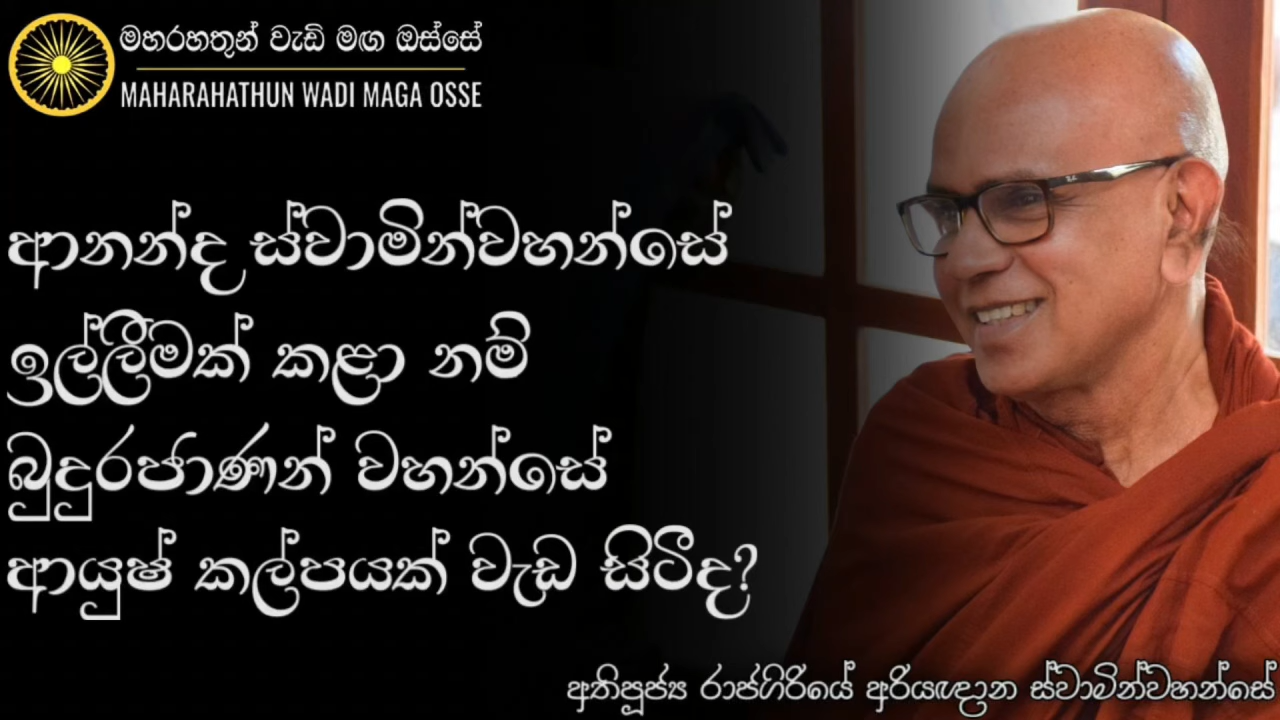 මහරහතුන් වැඩි මඟ ඔස්සේ
MAHARAHATHUN WADI MAGA OSSE
ආනන්ද ස්වාමින්වහන්සේ
ඉල්ලීමක් කළා නම්
බුදුරජාණන් වහන්සේ
ආයුෂ් කල්පයක් වැඩ සිටීද?
අතිපූජ්‍ය රාජගිරියේ අරියඥාන ස්වාමින්වහන්සේ